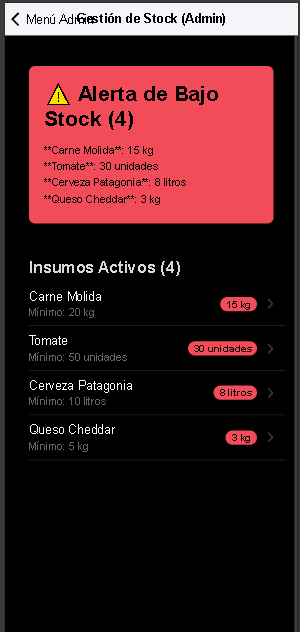 Menú Admin
Gestión de Stock (Admin)
⚠️ Alerta de Bajo
Stock (4)
**Carne Molida**: 15 kg
**Tomate**: 30 unidades
**Cerveza Patagonia**: 8 litros
**Queso Cheddar**: 3 kg
Insumos Activos (4)
Carne Molida
Mínimo: 20 kg
15 kg
Tomate
Mínimo: 50 unidades
30 unidades
Cerveza Patagonia
Mínimo: 10 litros
8 litros
Queso Cheddar
Mínimo: 5 kg
3 kg